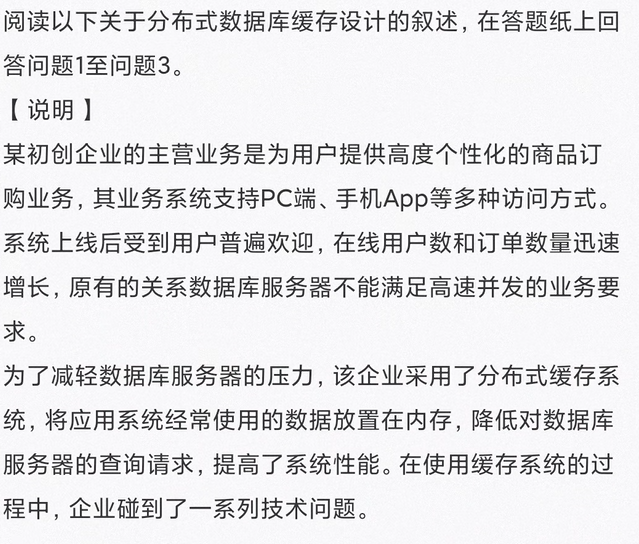 阅读以下关于分布式数据库缓存设计的叙述，在答题纸上回
答问题1至问题3。
【说明】
某初创企业的主营业务是为用户提供高度个性化的商品订
购业务，其业务系统支持PC端、手机App等多种访问方式。
系统上线后受到用户普遍欢迎，在线用户数和订单数量迅速
增长，原有的关系数据库服务器不能满足高速并发的业务要
求。
为了减轻数据库服务器的压力，该企业采用了分布式缓存系
统，将应用系统经常使用的数据放置在内存，降低对数据库
服务器的查询请求，提高了系统性能。在使用缓存系统的过
程中，企业碰到了一系列技术问题。